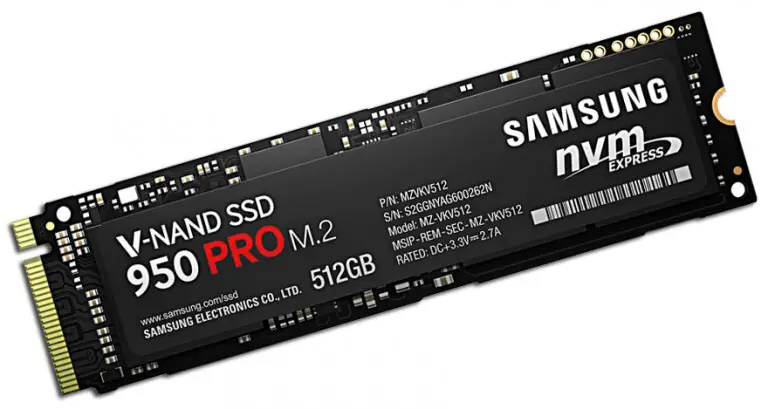 SAMSUNG
nvm
EXPRESS
V-NAND SSD
950 PRO M.2
512GB
www.samsung.com/ssd
SAMSUNG ELECTRONICS CO., LTD.
P/N: MZVKV512
S/N: S2GGNYAG600262N
Model: MZ-VKV512
MSIP-REM-SEC-MZ-VKV512
RATED: DC+3.3V⎓2.7A